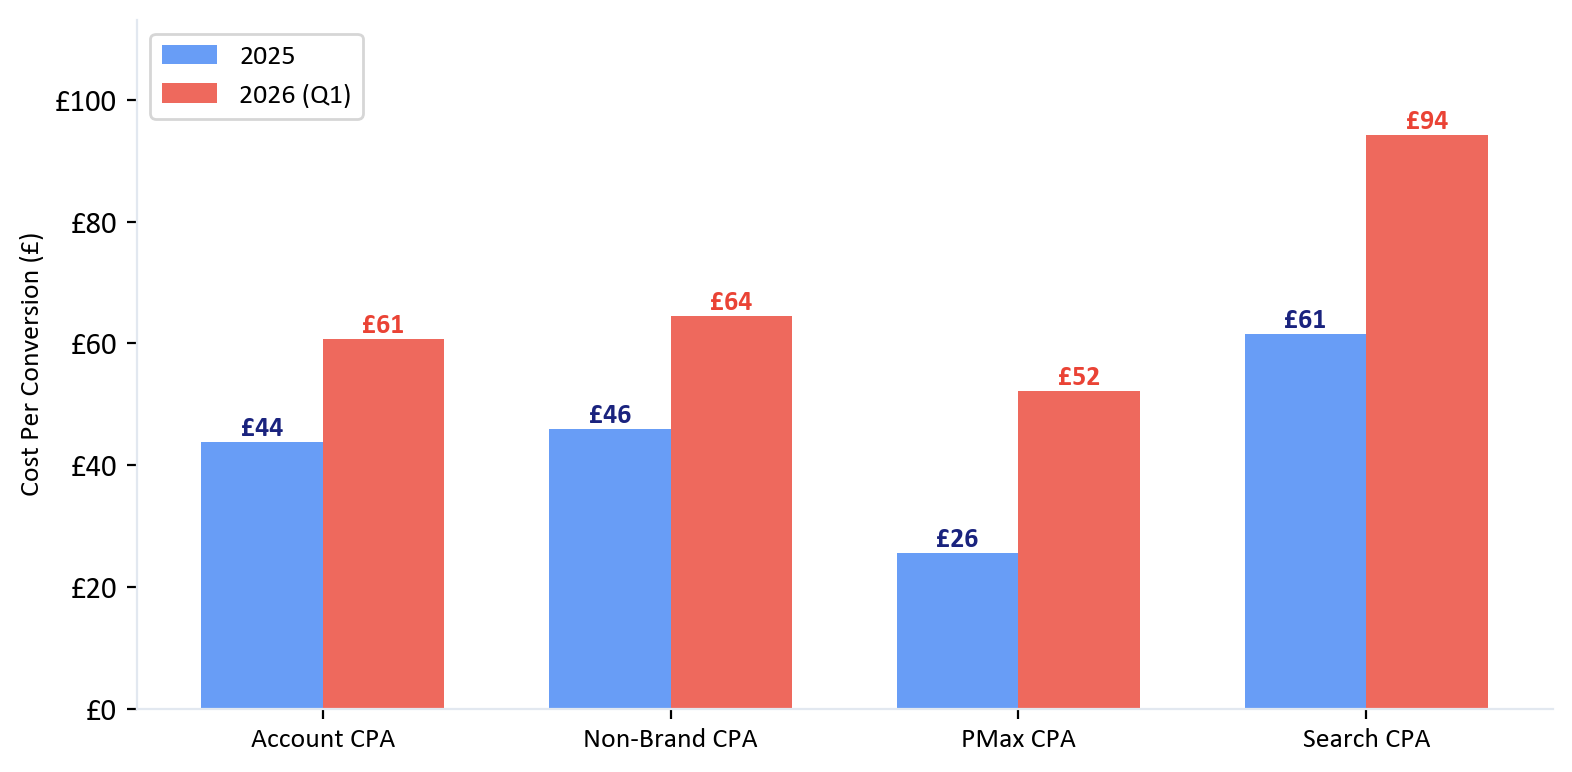 2025
2026 (Q1)
Cost Per Conversion (£)
£100
£80
£60
£40
£20
£0
£44
£61
£46
£64
£26
£52
£61
£94
Account CPA
Non-Brand CPA
PMax CPA
Search CPA